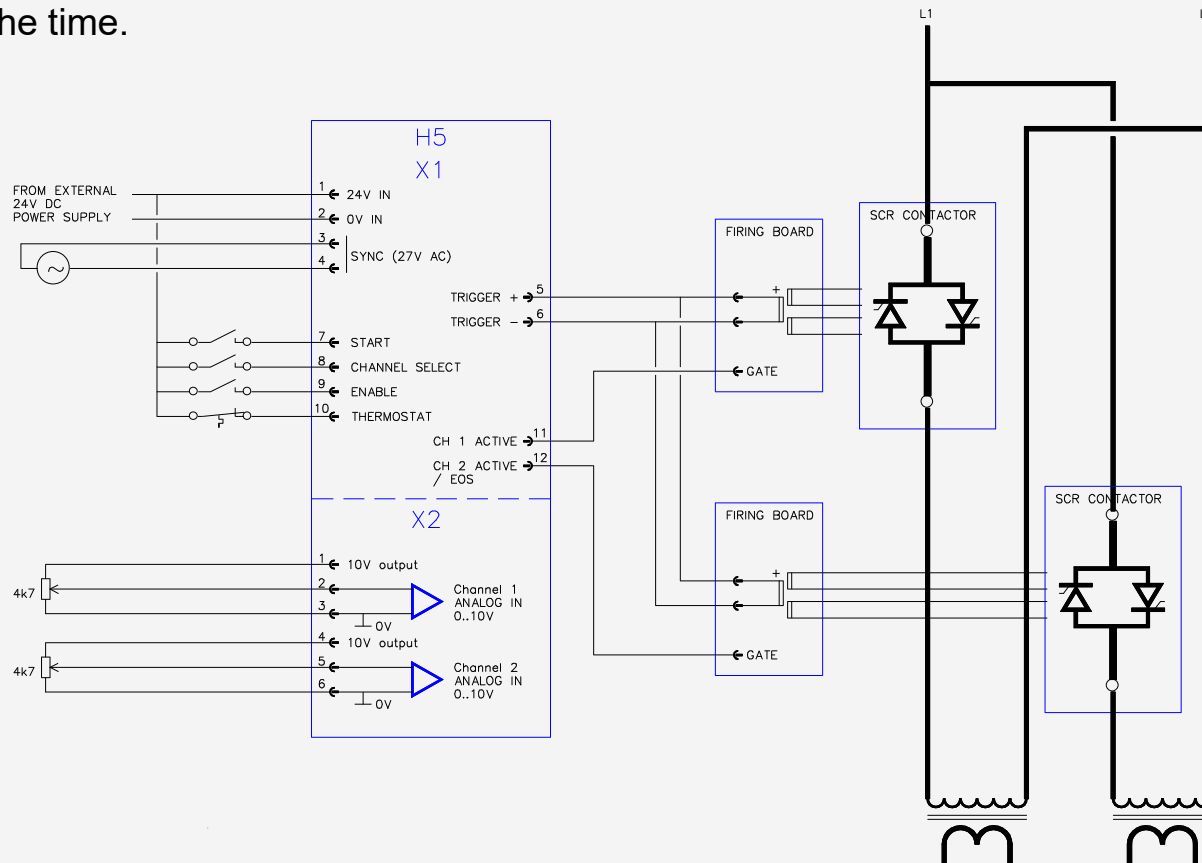 he time.
L1
H5
X1
FROM EXTERNAL
24V DC
POWER SUPPLY
1 24V IN
2 0V IN
3
SYNC (27V AC)
4
~
TRIGGER + 5
TRIGGER - 6
7 START
8 CHANNEL SELECT
9 ENABLE
10 THERMOSTAT
CH 1 ACTIVE 11
CH 2 ACTIVE 12
/ EOS
X2
1 10V output
4k7
2
3
0V
Channel 1
ANALOG IN
0..10V
4 10V output
4k7
5
6
0V
Channel 2
ANALOG IN
0..10V
FIRING BOARD
+
GATE
SCR CONTACTOR
FIRING BOARD
+
GATE
SCR CONTACTOR